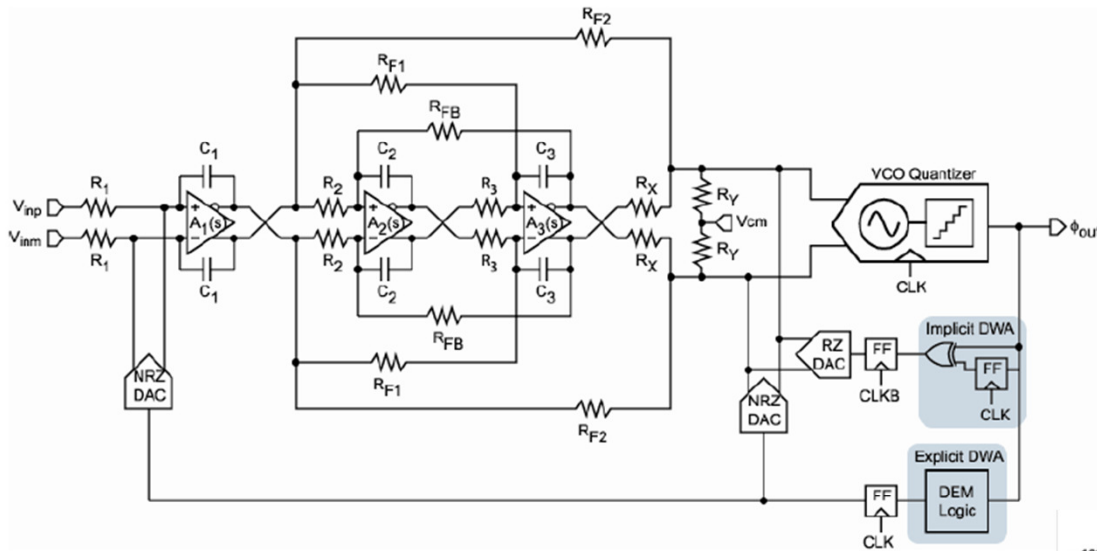 RF2
RF1
RFB
C1
C2
C3
R1
R2
R3
RX
RY
VCO Quantizer
Vinp
+
A1(s)
−
+
A2(s)
−
+
A3(s)
−
Vcm
ϕout
Vinm
R1
R2
R3
RX
RY
C1
C2
C3
CLK
RFB
Implicit DWA
RZ
DAC
FF
FF
CLKB
CLK
NRZ
DAC
RF1
NRZ
DAC
RF2
Explicit DWA
FF
DEM
Logic
CLK